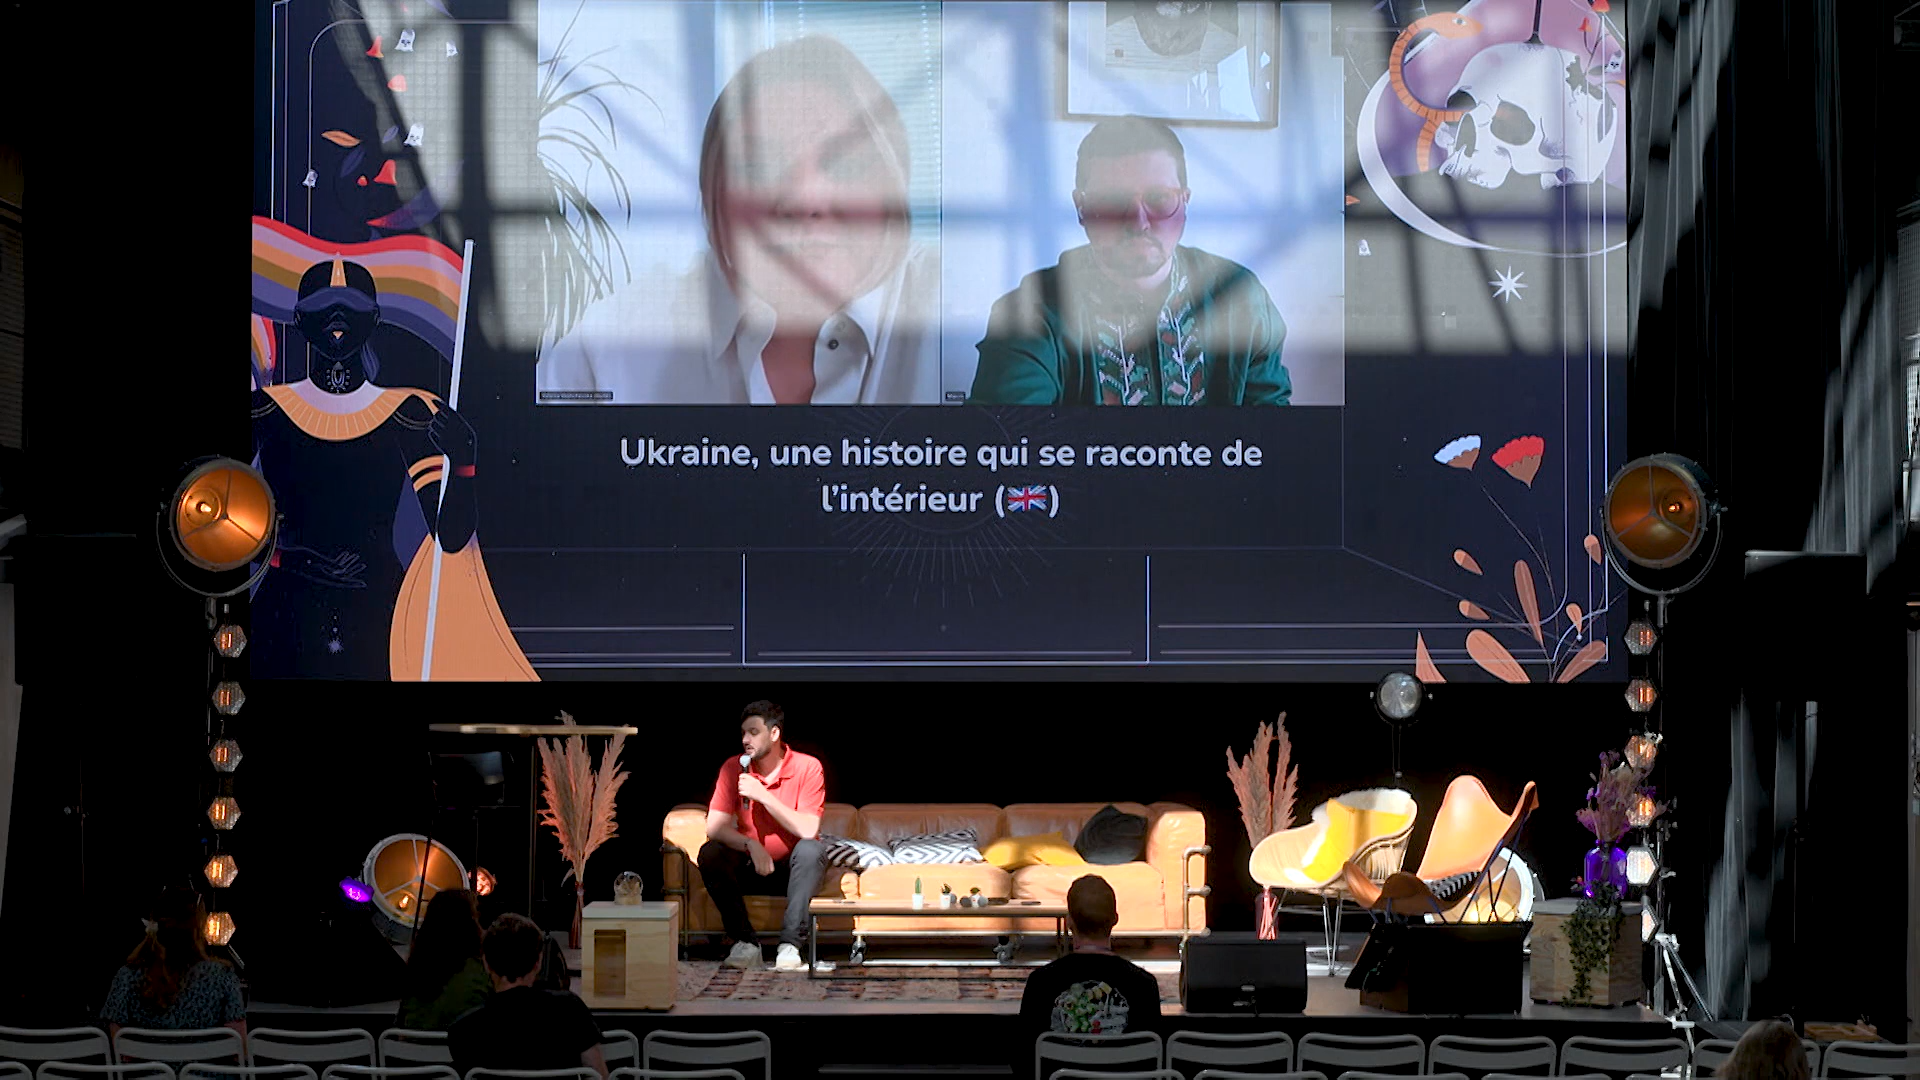 Ukraine, une histoire qui se raconte de
l'intérieur (🇬🇧)